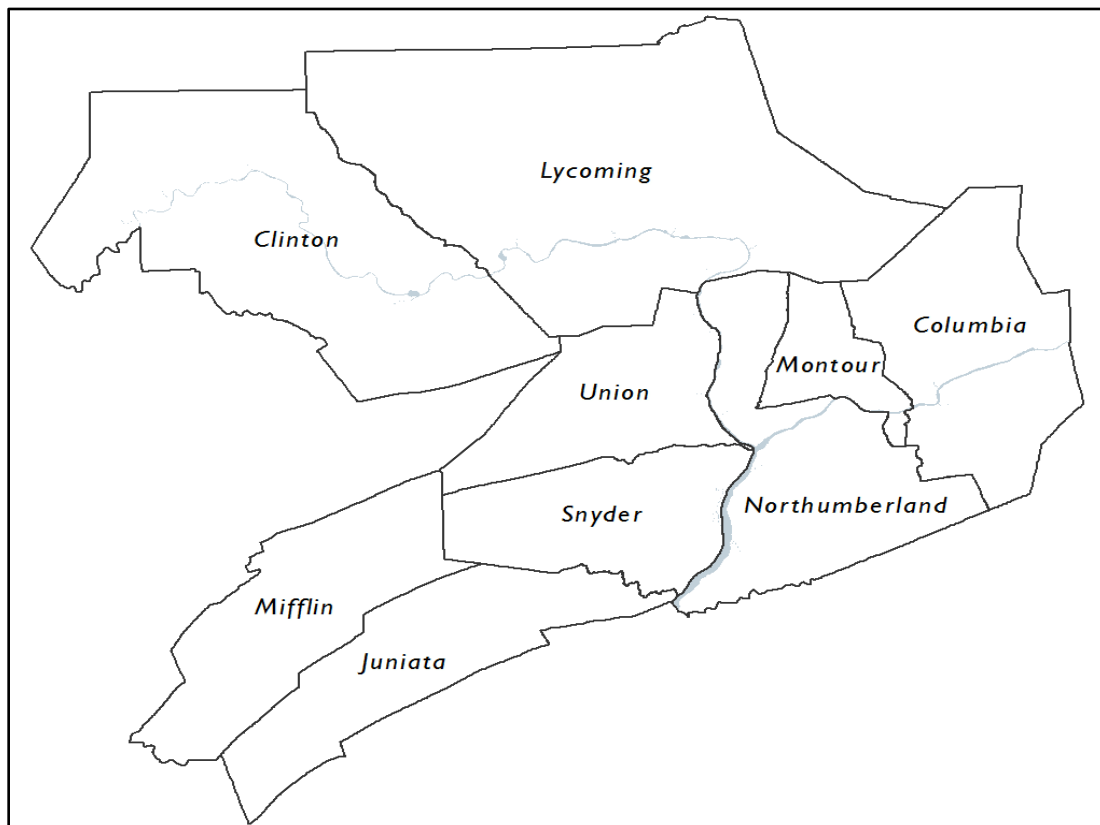 Lycoming
Clinton
Columbia
Montour
Union
Northumberland
Snyder
Mifflin
Juniata